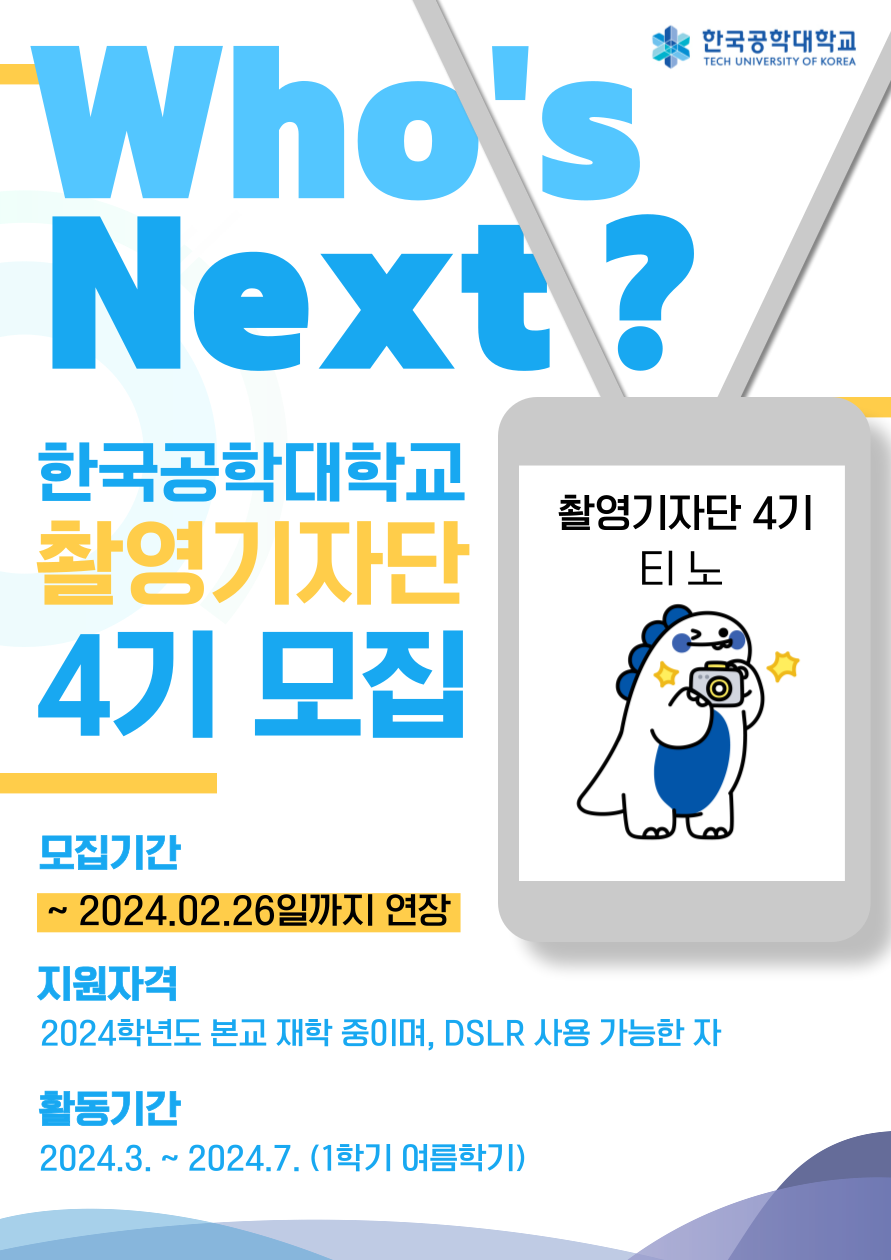 한국공학대학교
TECH UNIVERSITY OF KOREA
Who's
Next?
한국공학대학교
촬영기자단
4기 모집
촬영기자단 4기
티 노
모집기간
~ 2024.02.26일까지 연장
지원자격
2024학년도 본교 재학 중이며, DSLR 사용 가능한 자
활동기간
2024.3. ~ 2024.7. (1학기 여름학기)